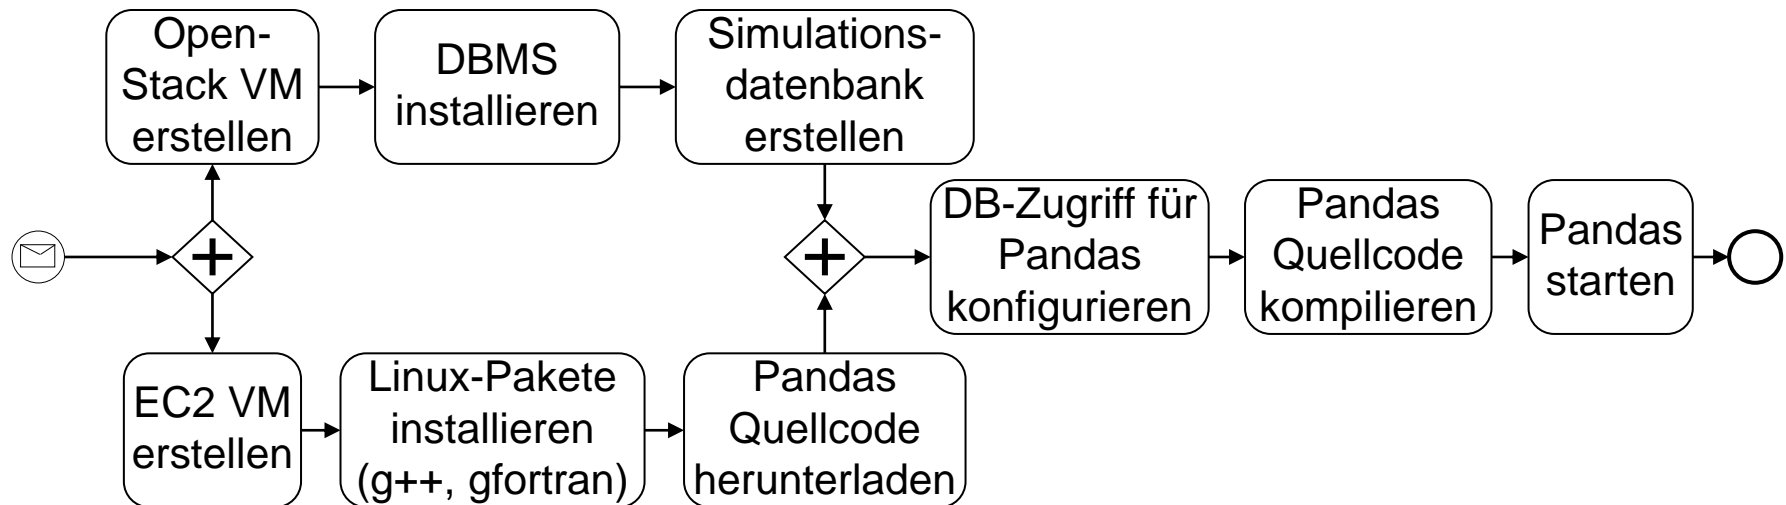 Open-
Stack VM
erstellen
DBMS
installieren
Simulations-
datenbank
erstellen
DB-Zugriff für
Pandas
konfigurieren
Pandas
Quellcode
kompilieren
Pandas
starten
EC2 VM
erstellen
Linux-Pakete
installieren
(g++, gfortran)
Pandas
Quellcode
herunterladen